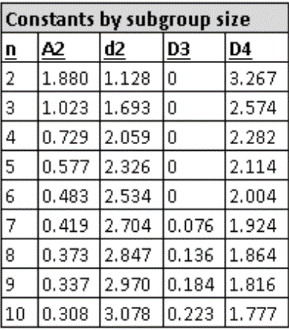 Constants by subgroup size
n A2 d2 D3 D4
2 1.880 1.128 0 3.267
3 1.023 1.693 0 2.574
4 0.729 2.059 0 2.282
5 0.577 2.326 0 2.114
6 0.483 2.534 0 2.004
7 0.419 2.704 0.076 1.924
8 0.373 2.847 0.136 1.864
9 0.337 2.970 0.184 1.816
10 0.308 3.078 0.223 1.777